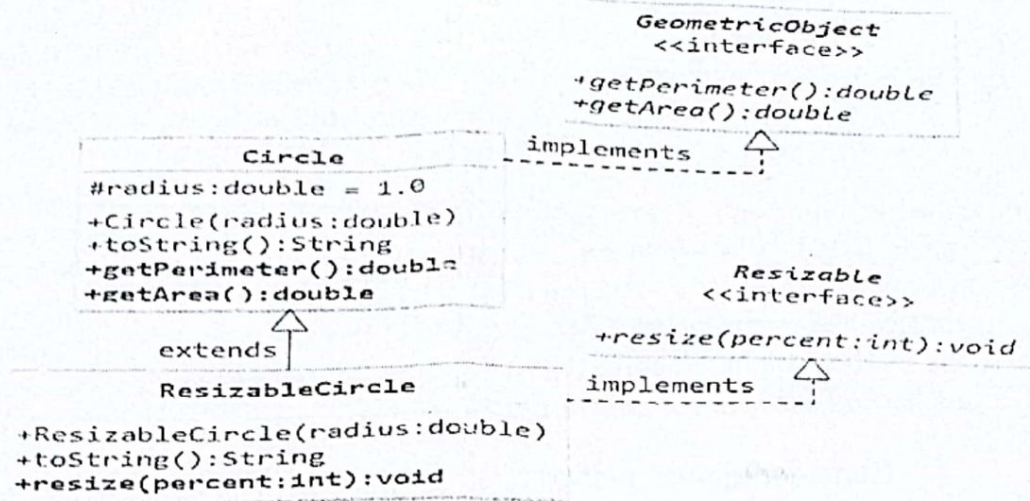 GeometricObject
<<interface>>
+getPerimeter():double
+getArea():double
implements
Circle
#radius:double = 1.0
+Circle(radius:double)
+toString():String
+getPerimeter():double
+getArea():double
extends
Resizable
<<interface>>
+resize(percent:int):void
implements
ResizableCircle
+ResizableCircle(radius:double)
+toString():String
+resize(percent:int):void